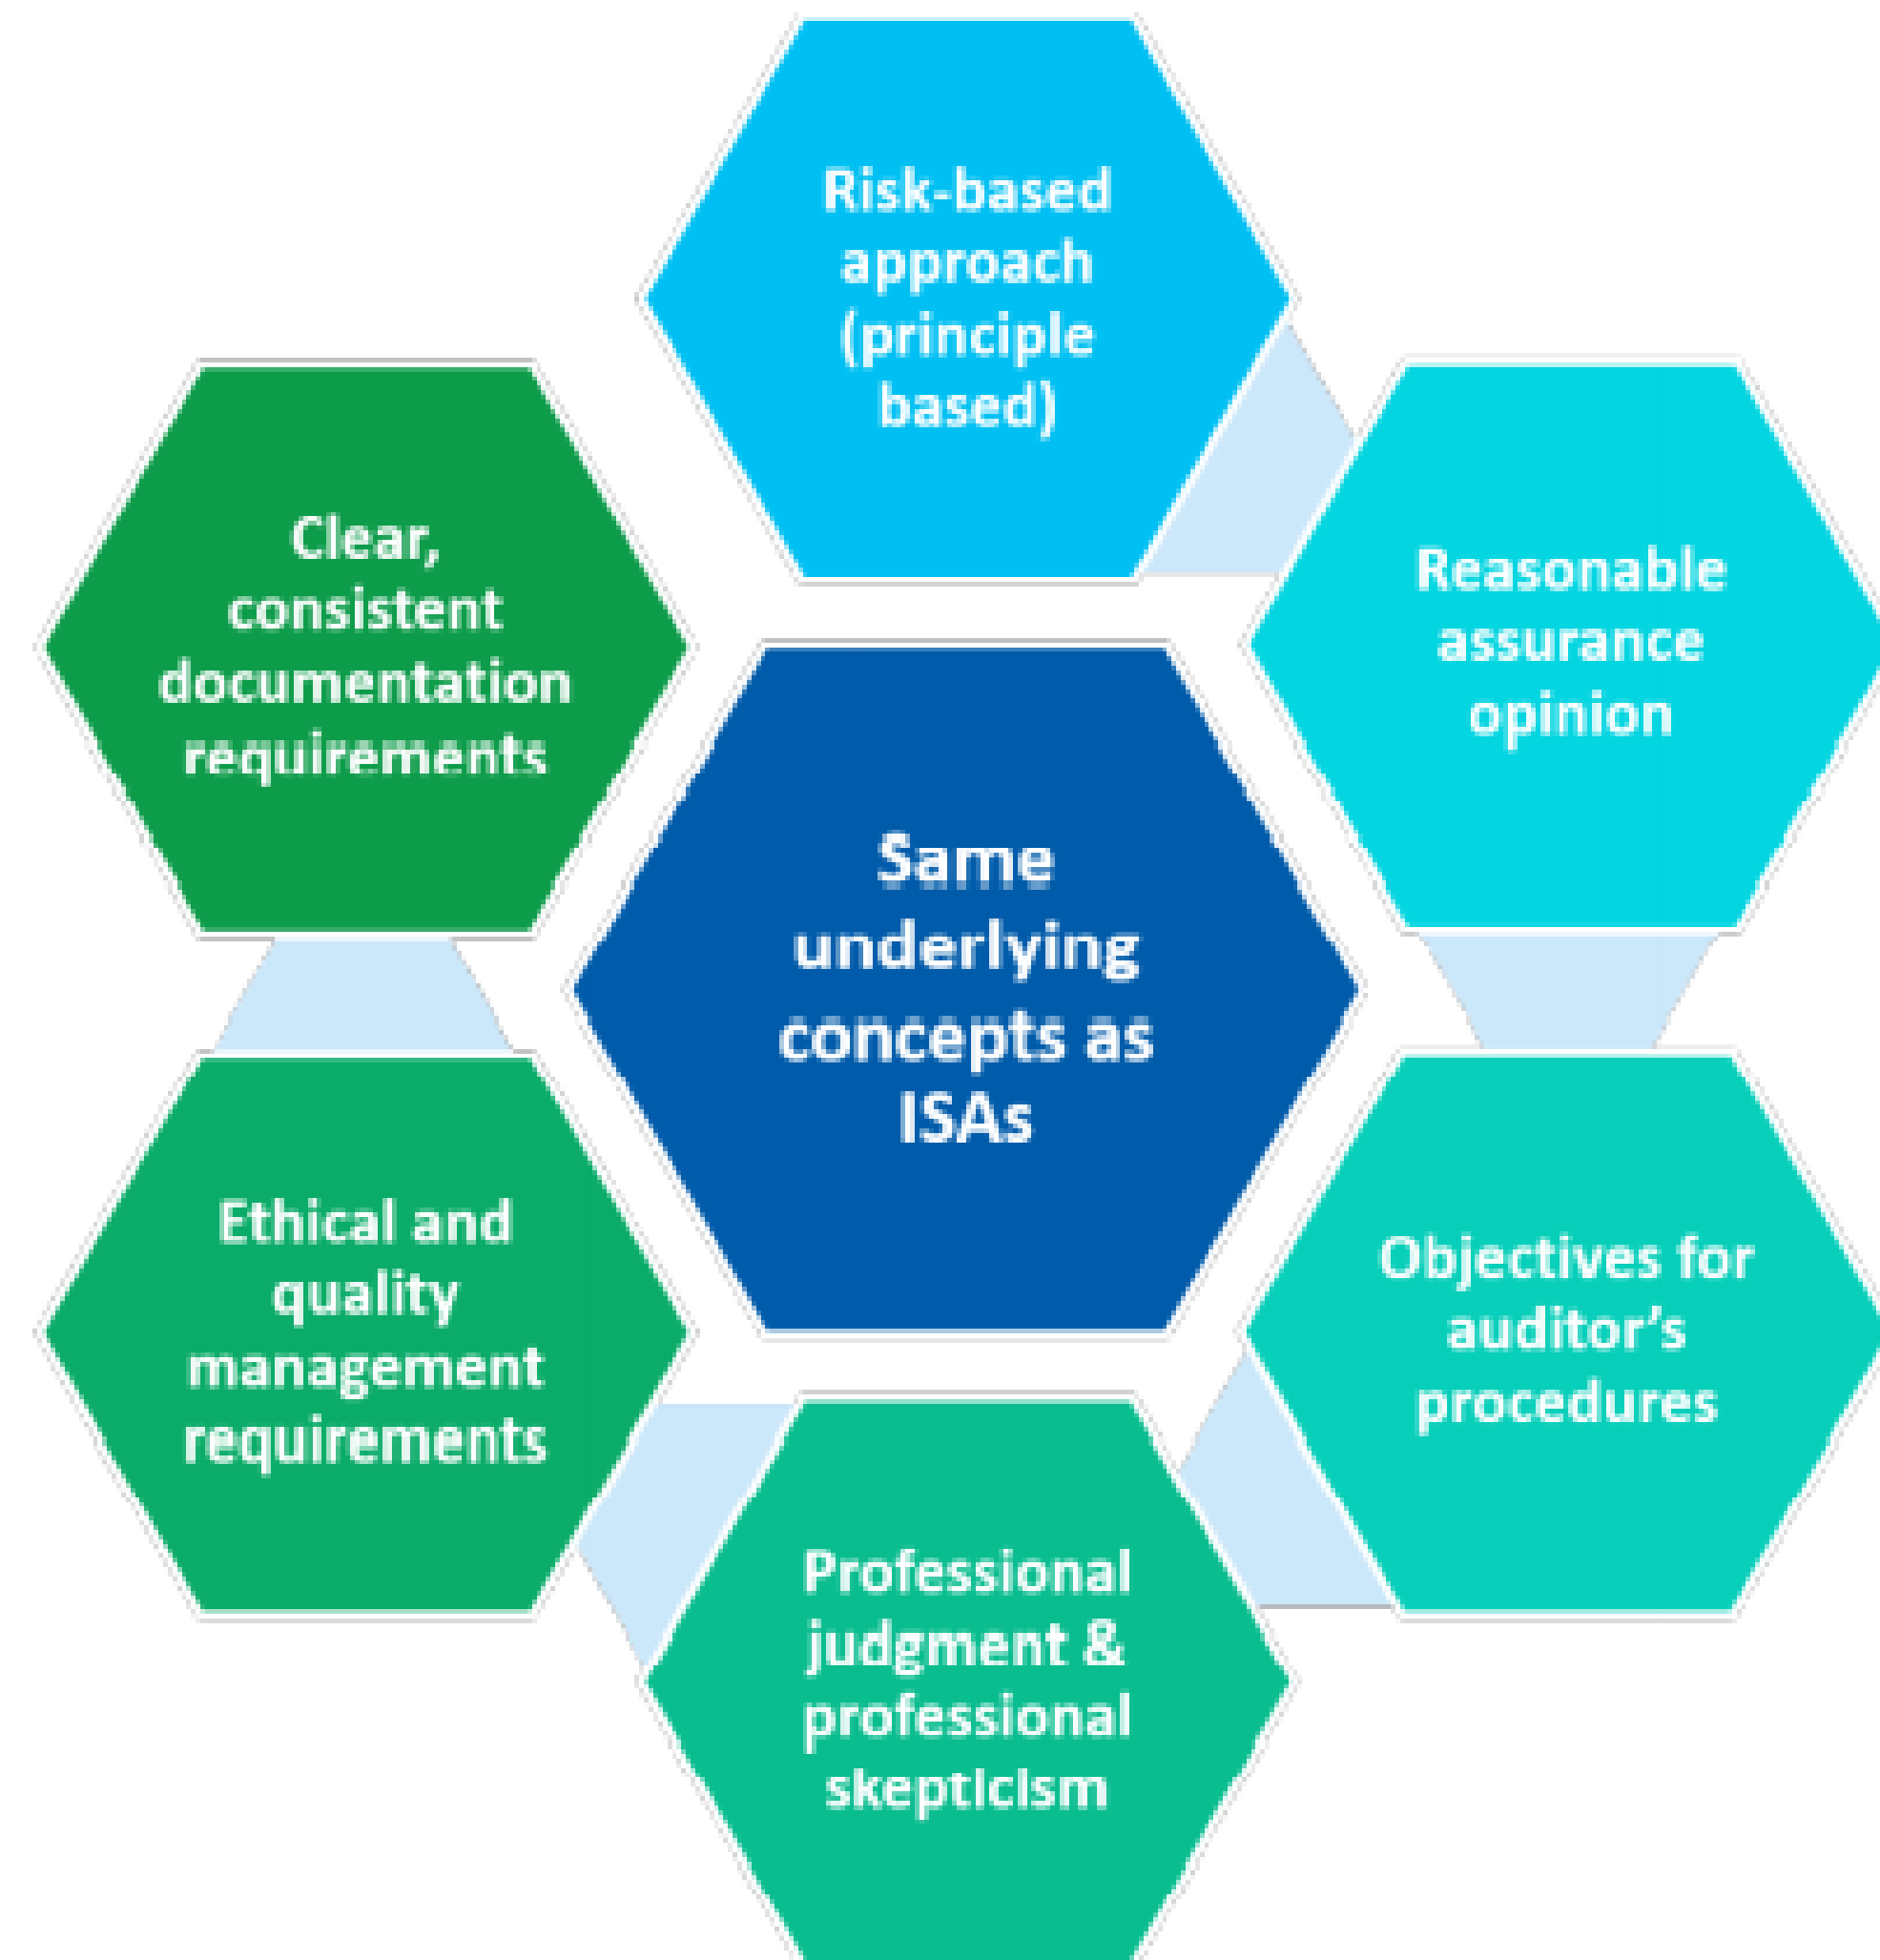 Risk-based
approach
(principle
based)
Reasonable
assurance
opinion
Objectives for
auditor’s
procedures
Professional
judgment &
professional
skepticism
Ethical and
quality
management
requirements
Clear,
consistent
documentation
requirements
Same
underlying
concepts as
ISAs